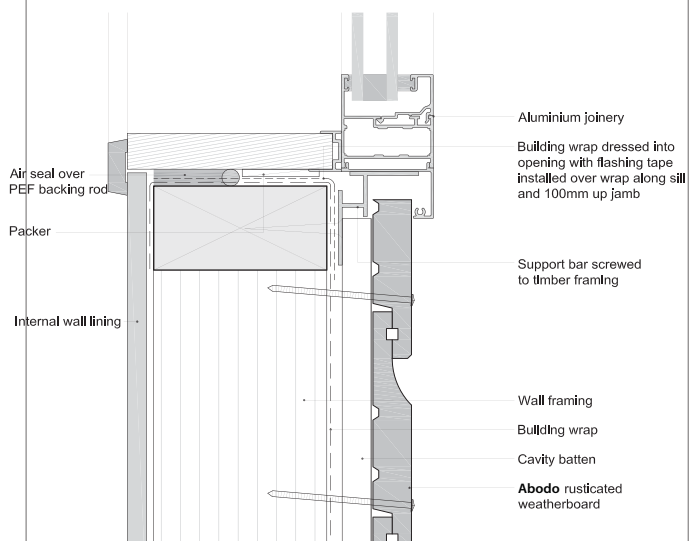 Air seal over
PEF backing rod
Packer
Internal wall lining
Aluminium joinery
Building wrap dressed into
opening with flashing tape
installed over wrap along sill
and 100mm up jamb
Support bar screwed
to timber framing
Wall framing
Building wrap
Cavity batten
Abodo rusticated
weatherboard